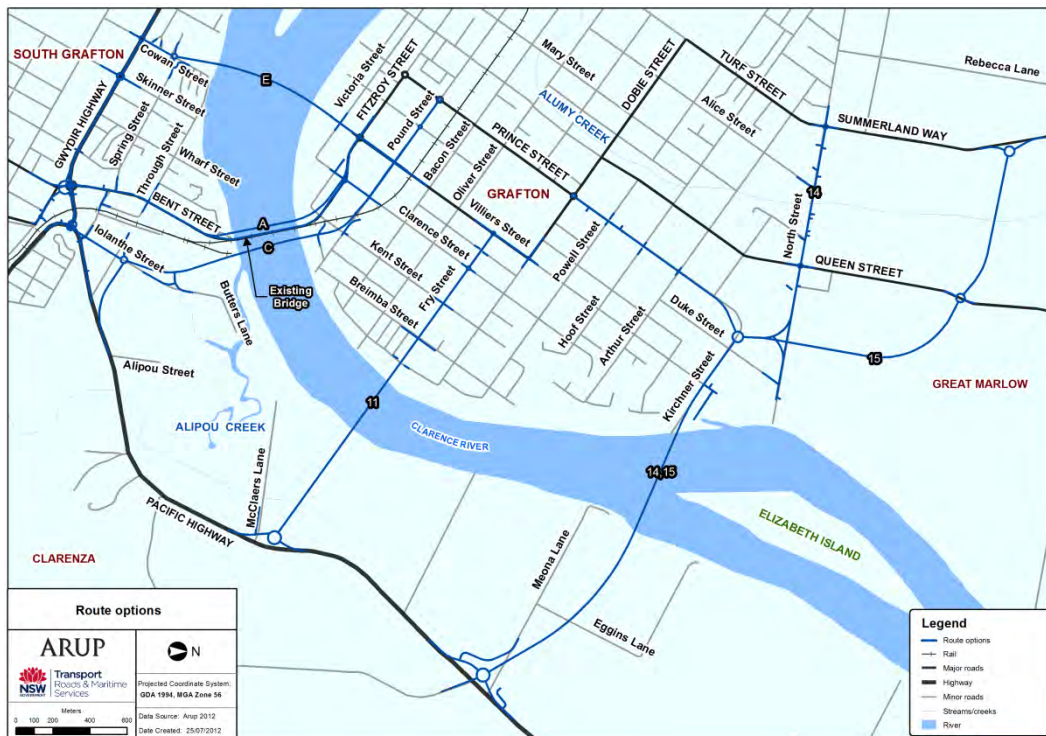 SOUTH GRAFTON
Cowan Street
Skinner Street
GWYDIR HIGHWAY
Spring Street
Through Street
Wharf Street
BENT STREET
Iolanthe Street
Butters Lane
Existing
Bridge
E
A
C
Victoria Street
FITZROY STREET
Pound Street
Bacon Street
Oliver Street
PRINCE STREET
Mary Street
ALUMY CREEK
DOBIE STREET
TURF STREET
Alice Street
Rebecca Lane
SUMMERLAND WAY
14
North Street
QUEEN STREET
GRAFTON
Villiers Street
Clarence Street
Kent Street
Breimba Street
Fry Street
Powell Street
Hoof Street
Arthur Street
Duke Street
Kirchner Street
15
GREAT MARLOW
Alipou Street
ALIPOU CREEK
11
CLARENCE RIVER
14,15
ELIZABETH ISLAND
McClaers Lane
PACIFIC HIGHWAY
CLARENZA
Meona Lane
Eggins Lane
Route options
ARUP
NSW
GOVERNMENT
Transport
Roads & Maritime
Services
Meters
0 100 200 400 600
N
Projected Coordinate System:
GDA 1994, MGA Zone 56
Data Source: Arup 2012
Date Created: 25/07/2012
Legend
Route options
Rail
Major roads
Highway
Minor roads
Streams/creeks
River